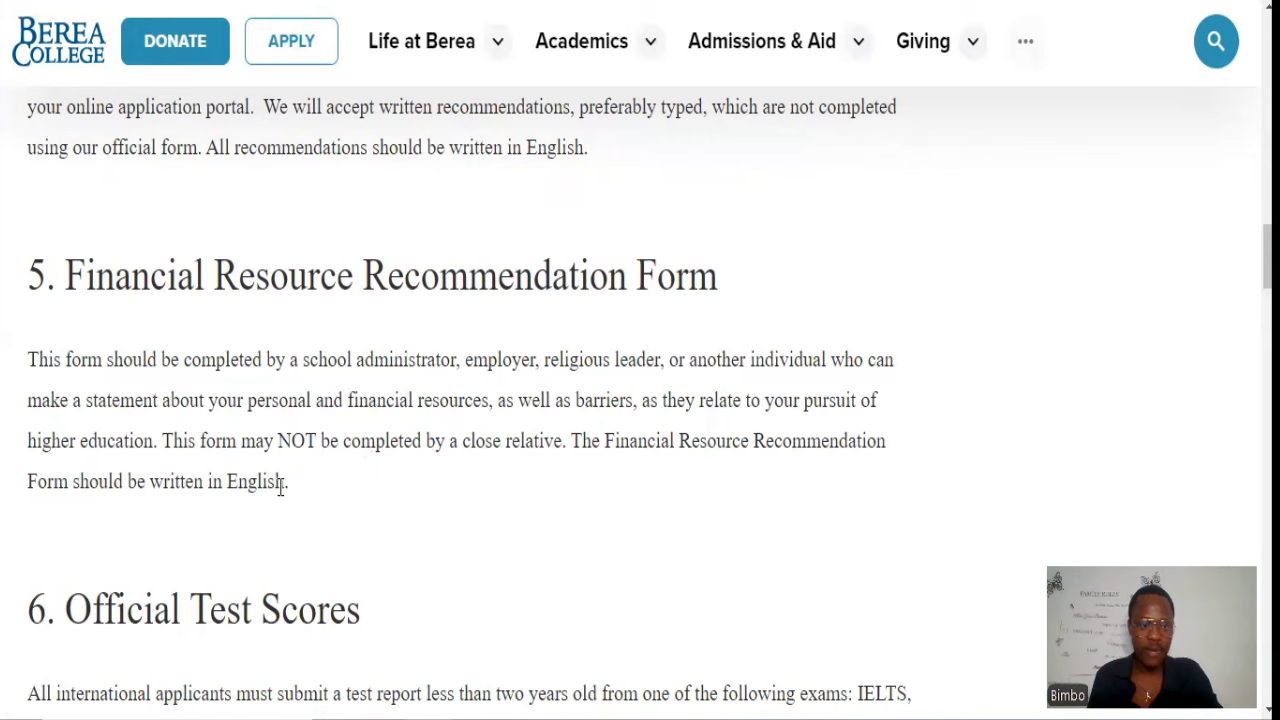 BEREA
COLLEGE
DONATE
APPLY
Life at Berea
Academics
Admissions & Aid
Giving
your online application portal. We will accept written recommendations, preferably typed, which are not completed
using our official form. All recommendations should be written in English.
5. Financial Resource Recommendation Form
This form should be completed by a school administrator, employer, religious leader, or another individual who can
make a statement about your personal and financial resources, as well as barriers, as they relate to your pursuit of
higher education. This form may NOT be completed by a close relative. The Financial Resource Recommendation
Form should be written in English.
6. Official Test Scores
All international applicants must submit a test report less than two years old from one of the following exams: IELTS,
Bimbo